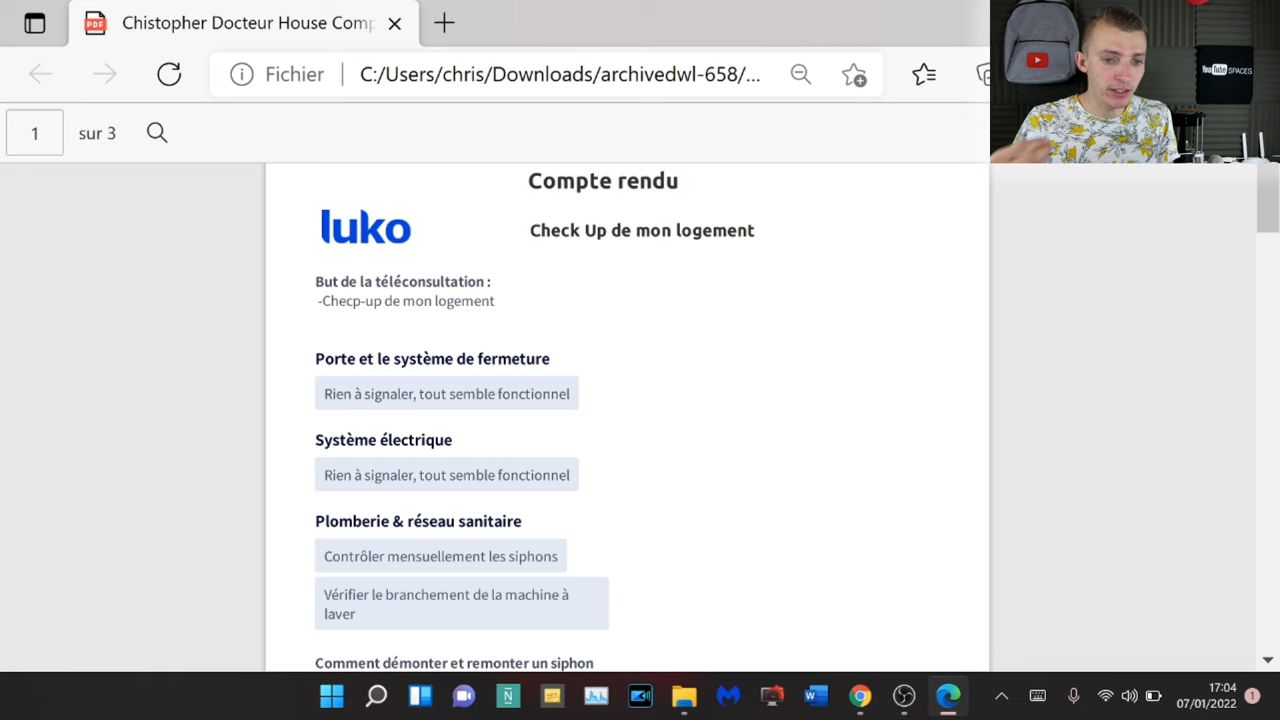 Chistopher Docteur House Comp
Fichier
C:/Users/chris/Downloads/archivedwl-658/...
1
sur 3
YouTube SPACES
Compte rendu
luko
Check Up de mon logement
But de la téléconsultation :
-Checp-up de mon logement
Porte et le système de fermeture
Rien à signaler, tout semble fonctionnel
Système électrique
Rien à signaler, tout semble fonctionnel
Plomberie & réseau sanitaire
Contrôler mensuellement les siphons
Vérifier le branchement de la machine à
laver
Comment démonter et remonter un siphon
17:04
07/01/2022
1